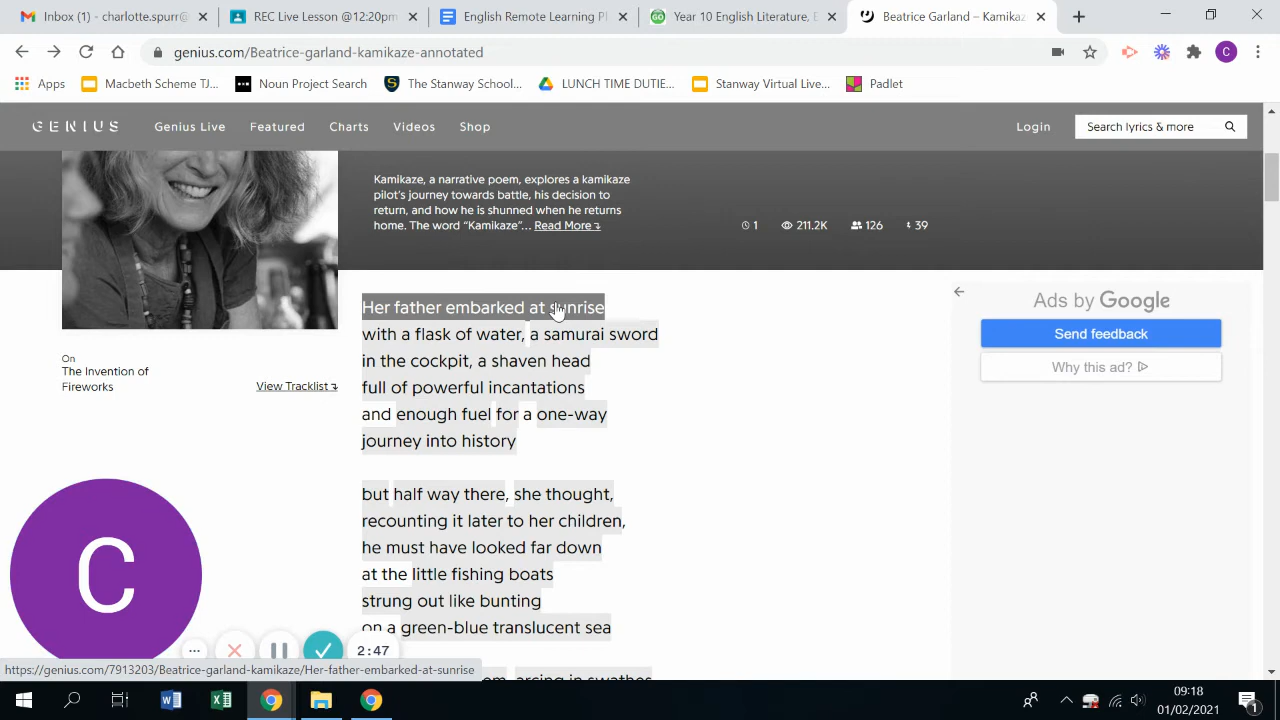 Inbox (1) - charlotte.spurr@
REC Live Lesson @12:20pm
English Remote Learning Pl
GO
Year 10 English Literature, E
Beatrice Garland – Kamikaz
genius.com/Beatrice-garland-kamikaze-annotated
C
Apps
Macbeth Scheme TJ...
Noun Project Search
S
The Stanway School...
LUNCH TIME DUTIE...
Stanway Virtual Live...
Padlet
GENIUS
Genius Live
Featured
Charts
Videos
Shop
Login
Search lyrics & more
Kamikaze, a narrative poem, explores a kamikaze
pilot's journey towards battle, his decision to
return, and how he is shunned when he returns
home. The word “Kamikaze”... Read More
1
211.2K
126
39
On
The Invention of
Fireworks
View Tracklist
Her father embarked at sunrise
with a flask of water, a samurai sword
in the cockpit, a shaven head
full of powerful incantations
and enough fuel for a one-way
journey into history
but half way there, she thought,
recounting it later to her children,
he must have looked far down
at the little fishing boats
strung out like bunting
on a green-blue translucent sea
arcing in swathes
Ads by Google
Send feedback
Why this ad?
C
2:47
https://genius.com/7913203/Beatrice-garland-kamikaze/Her-father-embarked-at-sunrise
09:18
01/02/2021
1